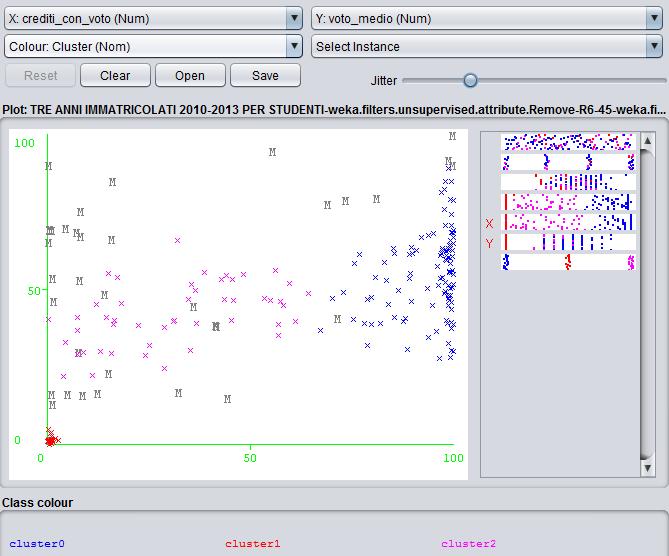 X: crediti_con_voto (Num) Y: voto_medio (Num)
Colour: Cluster (Nom) Select Instance
Reset Clear Open Save Jitter
Plot: TRE ANNI IMMATRICOLATI 2010-2013 PER STUDENTI-weka.filters.unsupervised.attribute.Remove-R6-45-weka.fi...
100
50
0
0 50 100
X
Y
Class colour
cluster0 cluster1 cluster2